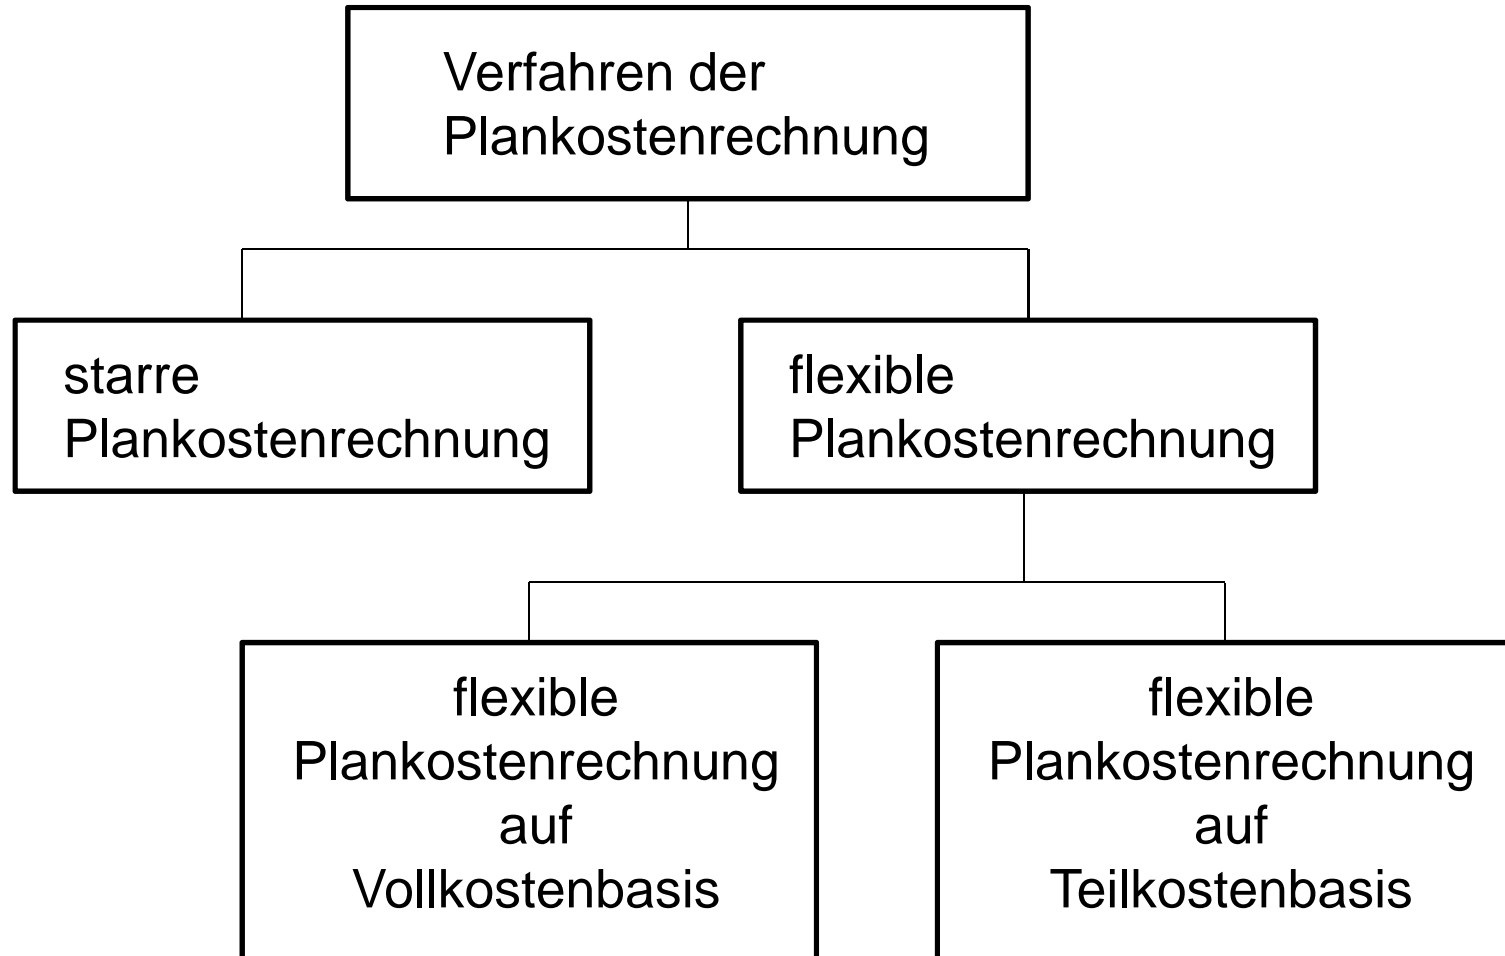 Verfahren der
Plankostenrechnung
starre
Plankostenrechnung
flexible
Plankostenrechnung
flexible
Plankostenrechnung
auf
Vollkostenbasis
flexible
Plankostenrechnung
auf
Teilkostenbasis